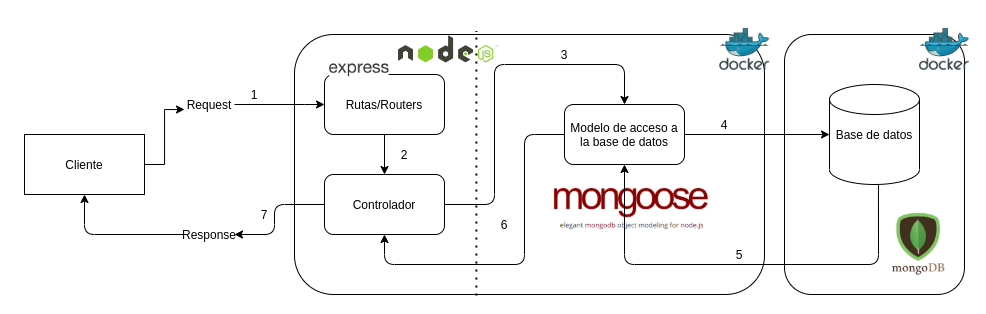 node
JS
docker
docker
express
3
Request
1
Rutas/Routers
Modelo de acceso a
la base de datos
4
Base de datos
2
Cliente
Controlador
mongoose
elegant mongodb object modeling for node.js
7
6
Response
5
mongoDB